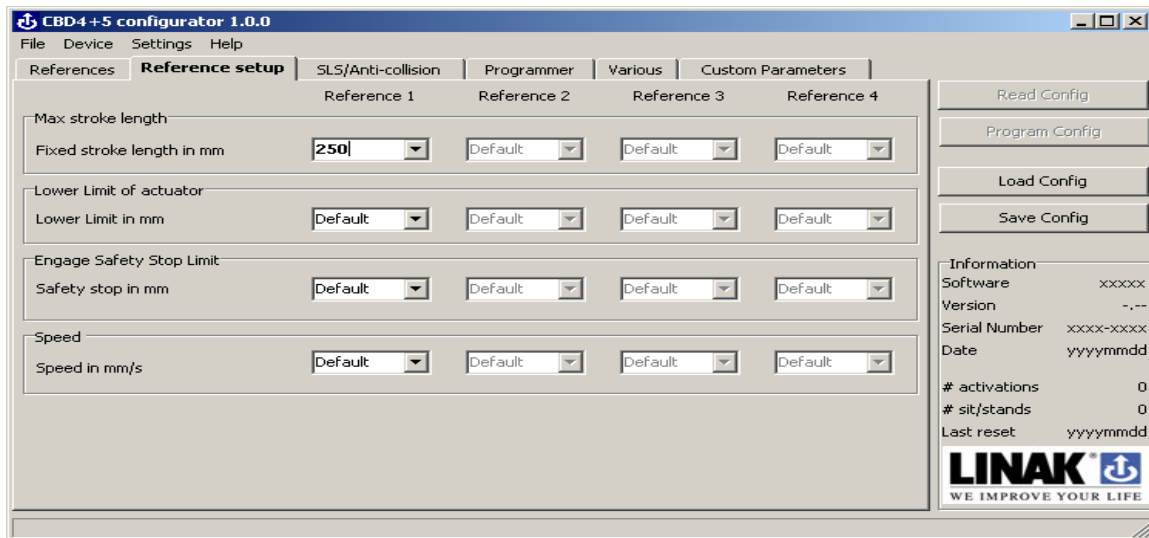 CBD4+5 configurator 1.0.0
File Device Settings Help
References Reference setup SLS/Anti-collision Programmer Various Custom Parameters
Reference 1 Reference 2 Reference 3 Reference 4
Max stroke length
Fixed stroke length in mm 250 Default Default Default
Lower Limit of actuator
Lower Limit in mm Default Default Default Default
Engage Safety Stop Limit
Safety stop in mm Default Default Default Default
Speed
Speed in mm/s Default Default Default Default
Read Config
Program Config
Load Config
Save Config
Information
Software xxxxx
Version -.--
Serial Number xxxx-xxxx
Date yyyymmdd
# activations 0
# sit/stands 0
Last reset yyyymmdd
LINAK®
WE IMPROVE YOUR LIFE